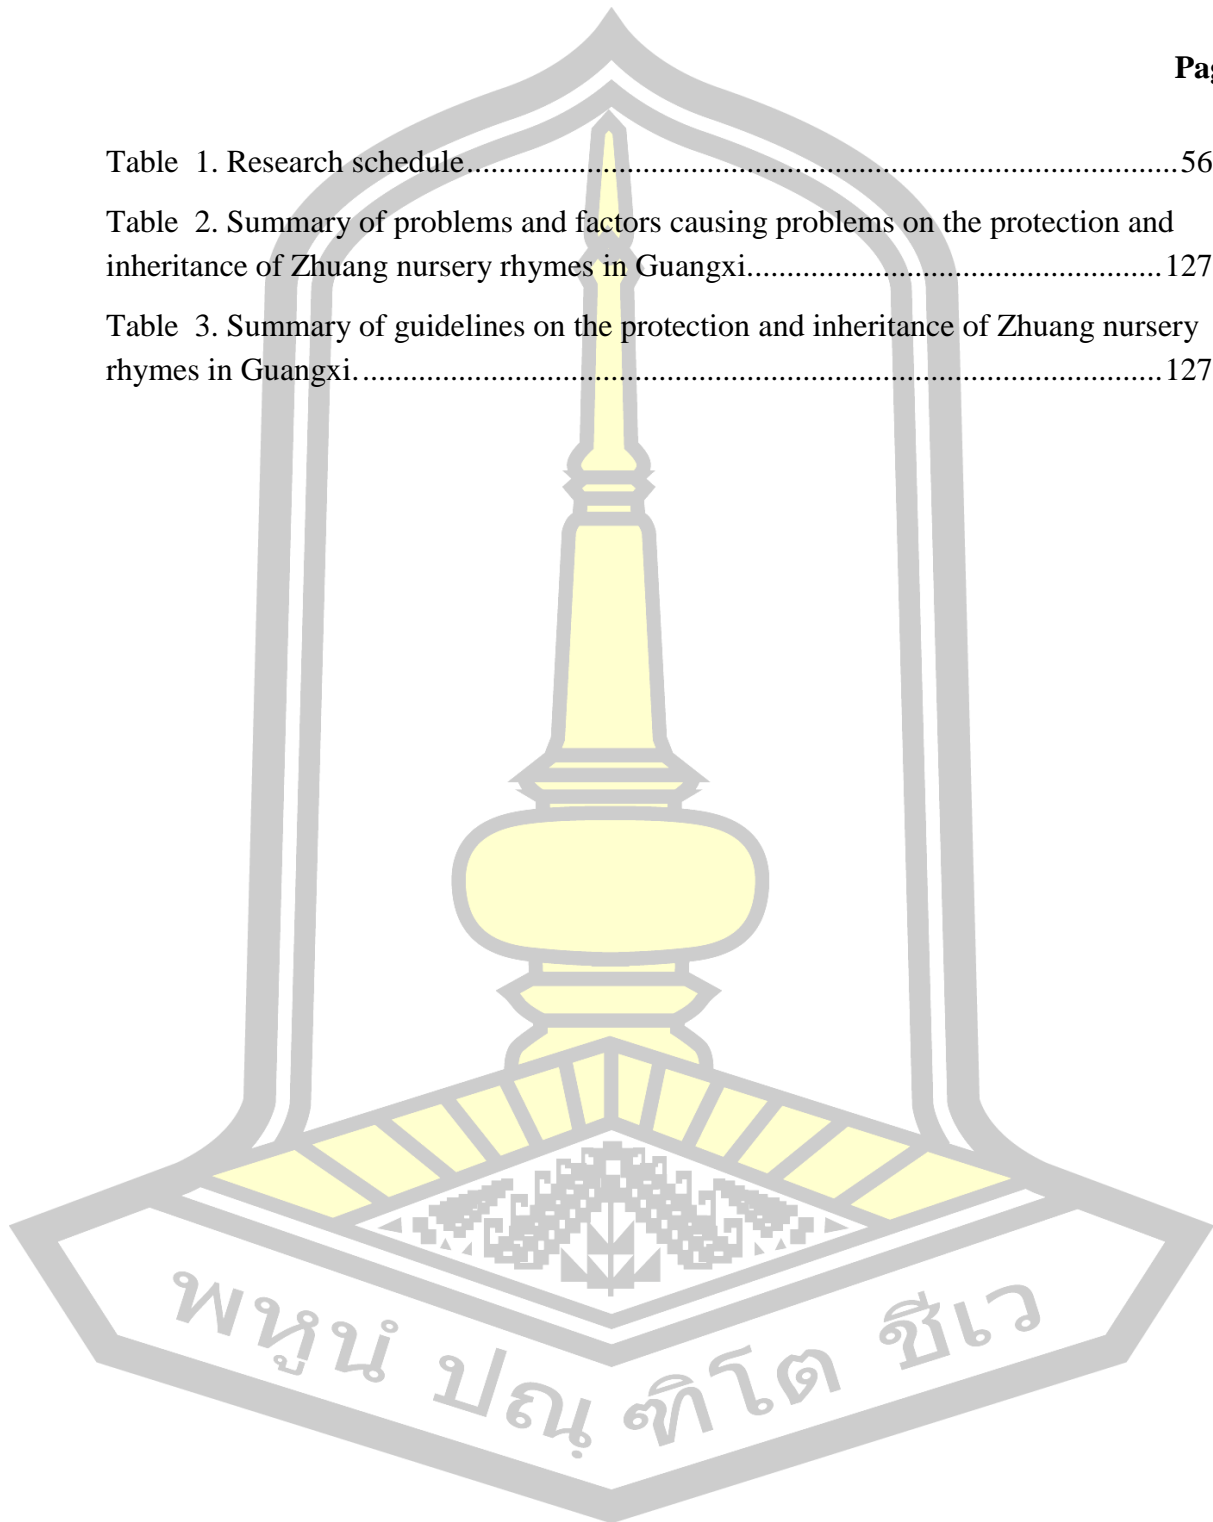 Pag
Table 1. Research schedule................................................................................56
Table 2. Summary of problems and factors causing problems on the protection and
inheritance of Zhuang nursery rhymes in Guangxi...............................................127
Table 3. Summary of guidelines on the protection and inheritance of Zhuang nursery
rhymes in Guangxi...........................................................................................127
พหูนํ ปณฺฑิโต ชีเว